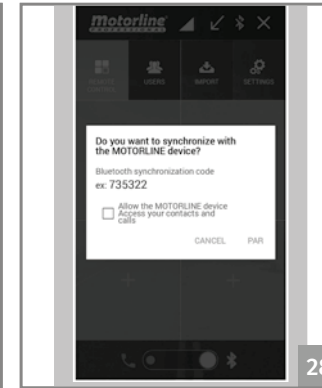 Motorline
PROFESSIONAL
REMOTE CONTROL
USERS
IMPORT
SETTINGS
Do you want to synchronize with
the MOTORLINE device?
Bluetooth synchronization code
ex: 735322
Allow the MOTORLINE device
Access your contacts and
calls
CANCEL PAR
28